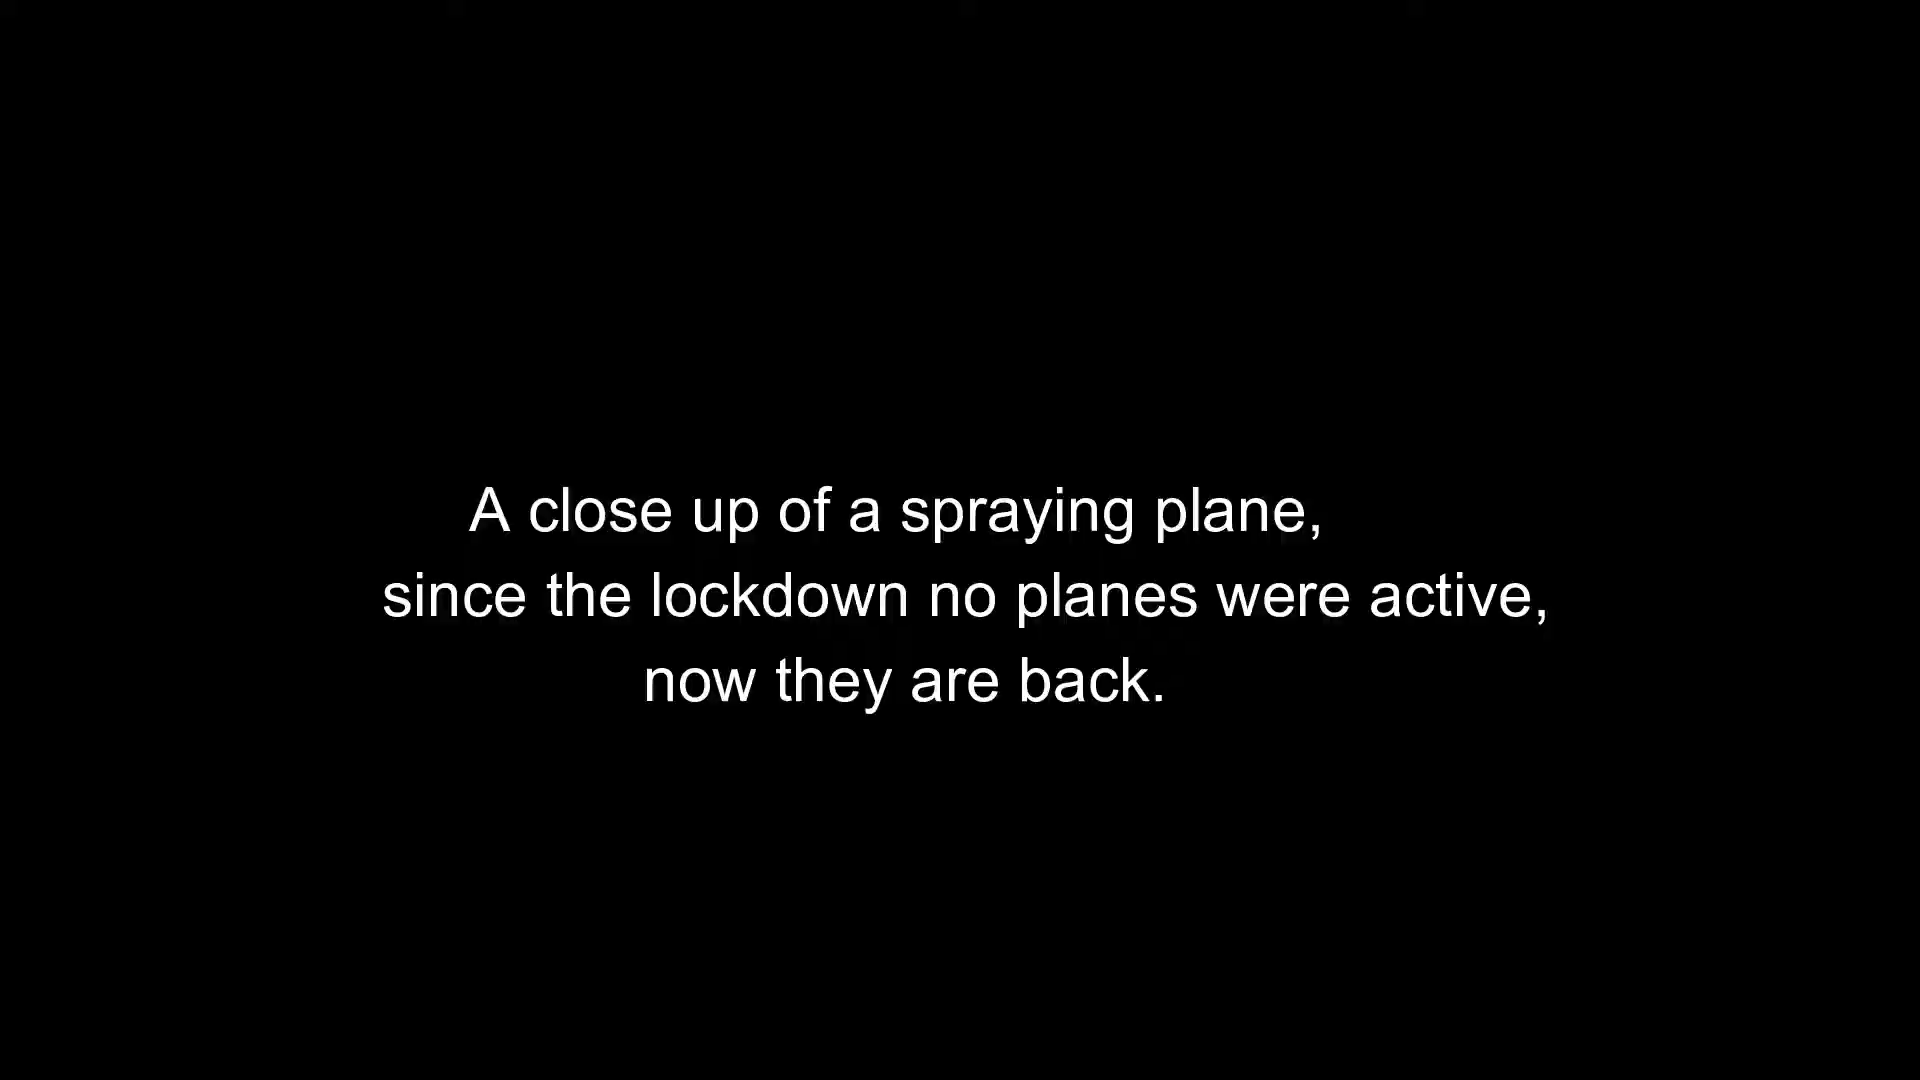 A close up of a spraying plane,
since the lockdown no planes were active,
now they are back.